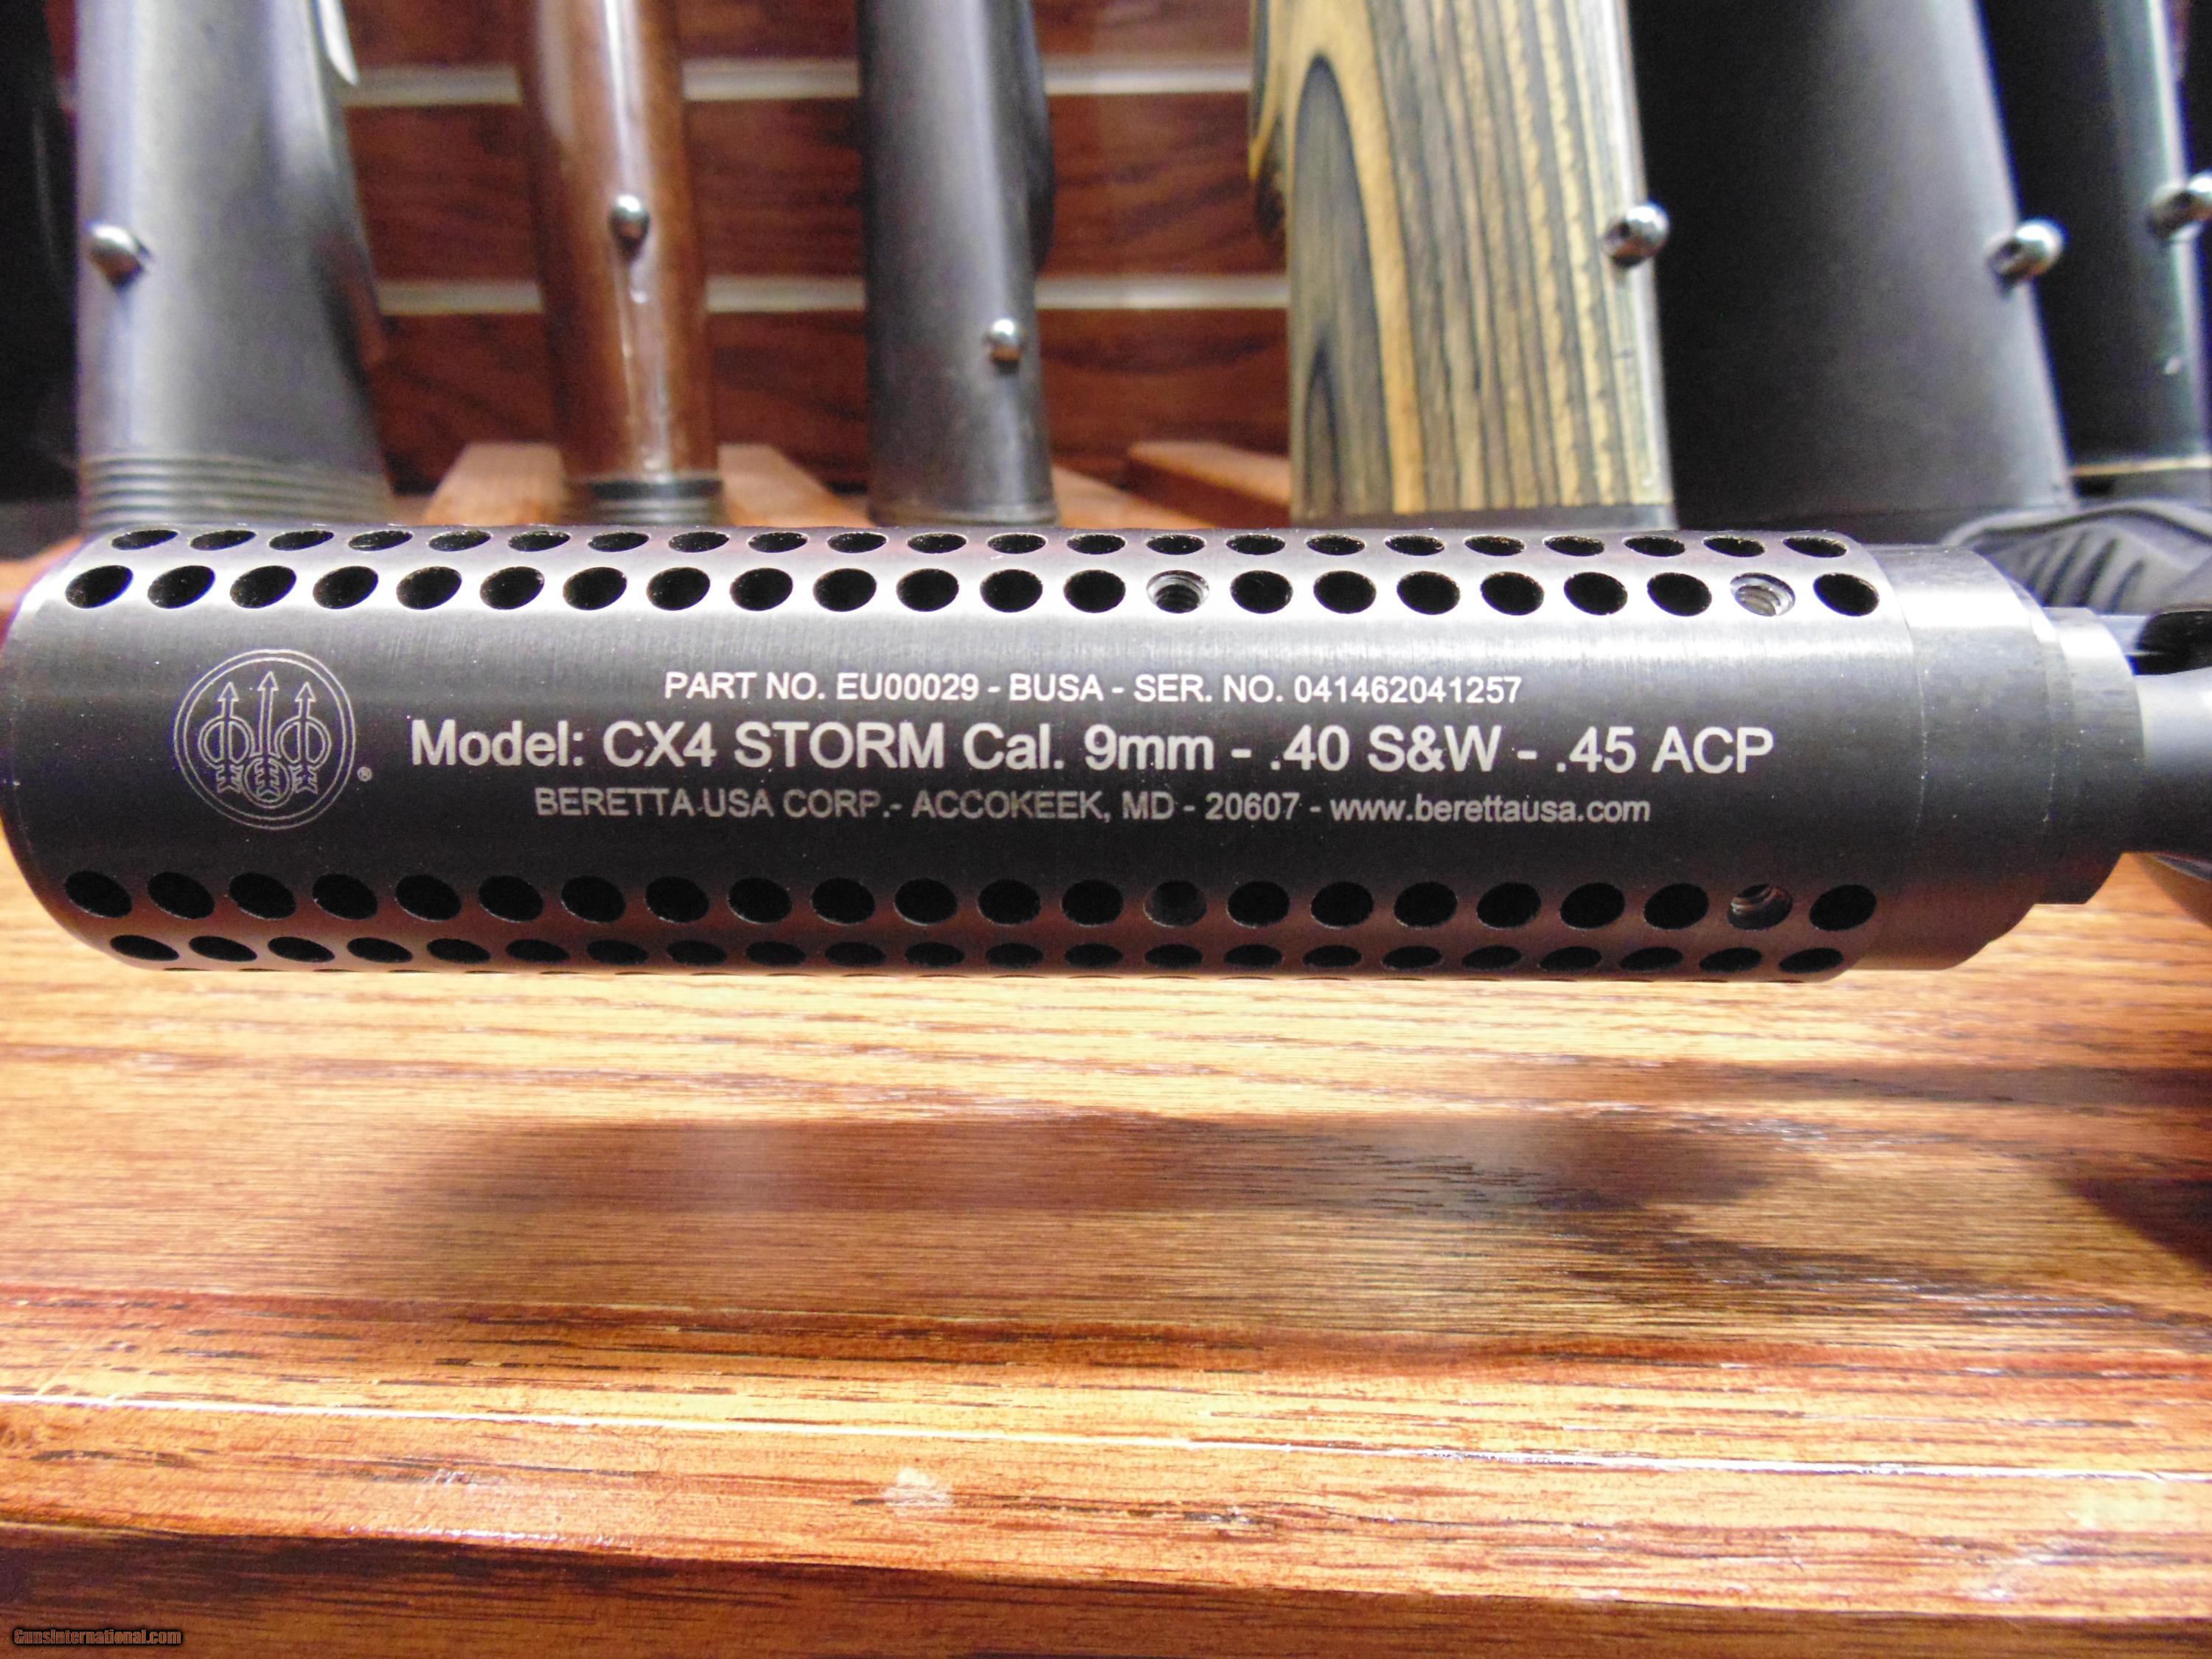 PART NO. EU00029 - BUSA - SER. NO. 041462041257
Model: CX4 STORM Cal. 9mm - .40 S&W - .45 ACP
BERETTA USA CORP.- ACCOKEEK, MD - 20607 - www.berettausa.com
®
GunsInternational.com